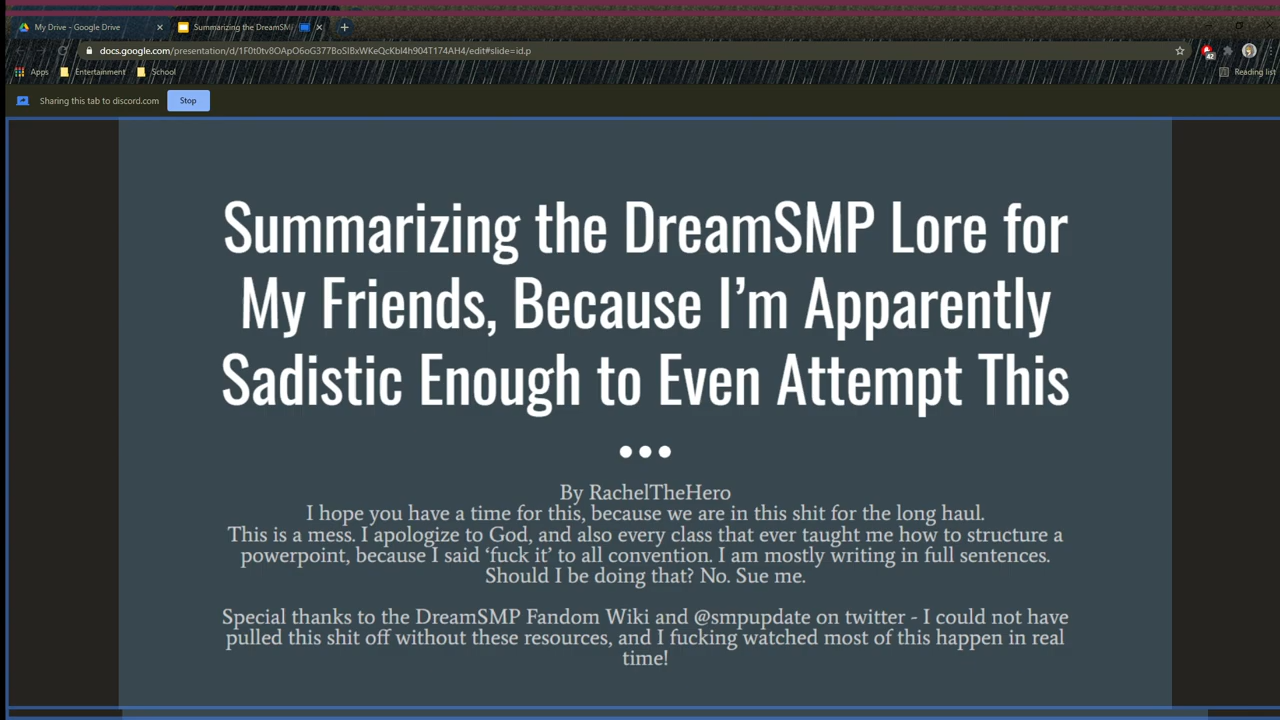 My Drive - Google Drive
Summarizing the DreamSM
docs.google.com/presentation/d/1F0t0tv8OApO6oG377BoSIBxWKeQcKbl4h904T174AH4/edit#slide=id.p
42
Apps
Entertainment
School
Reading list
Sharing this tab to discord.com
Stop
Summarizing the DreamSMP Lore for
My Friends, Because I’m Apparently
Sadistic Enough to Even Attempt This
By RachelTheHero
I hope you have a time for this, because we are in this shit for the long haul.
This is a mess. I apologize to God, and also every class that ever taught me how to structure a
powerpoint, because I said ‘fuck it’ to all convention. I am mostly writing in full sentences.
Should I be doing that? No. Sue me.
Special thanks to the DreamSMP Fandom Wiki and @smpupdate on twitter - I could not have
pulled this shit off without these resources, and I fucking watched most of this happen in real
time!